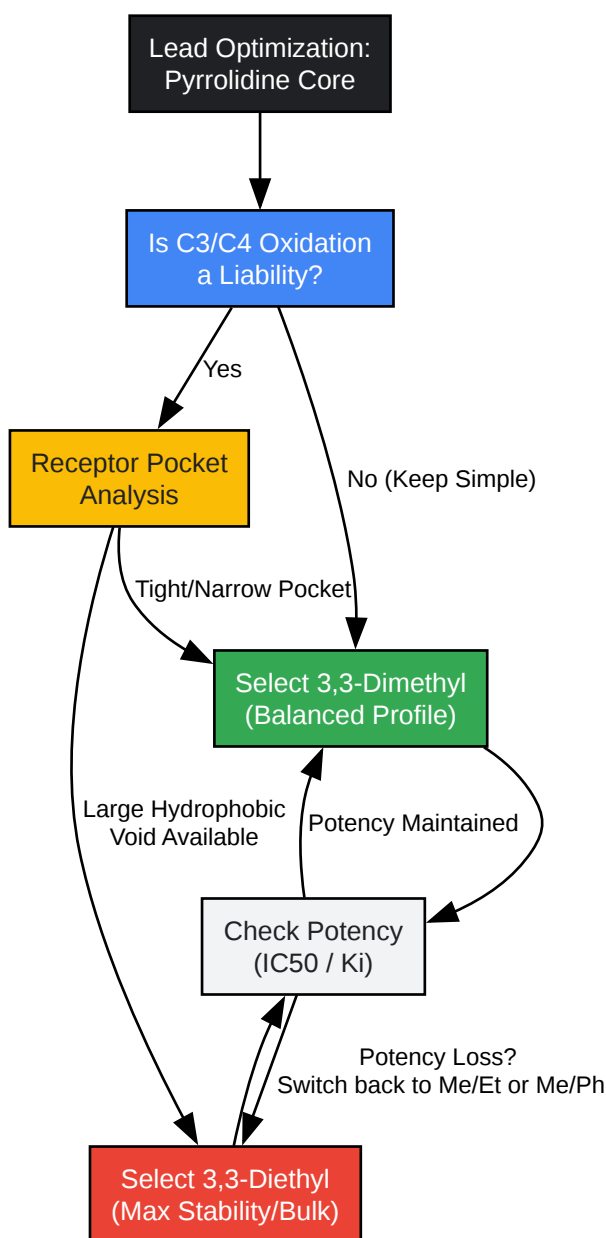 Lead Optimization:
Pyrrolidine Core
Is C3/C4 Oxidation
a Liability?
Yes
Receptor Pocket
Analysis
No (Keep Simple)
Tight/Narrow Pocket
Select 3,3-Dimethyl
(Balanced Profile)
Large Hydrophobic
Void Available
Potency Maintained
Check Potency
(IC50 / Ki)
Potency Loss?
Switch back to Me/Et or Me/Ph
Select 3,3-Diethyl
(Max Stability/Bulk)